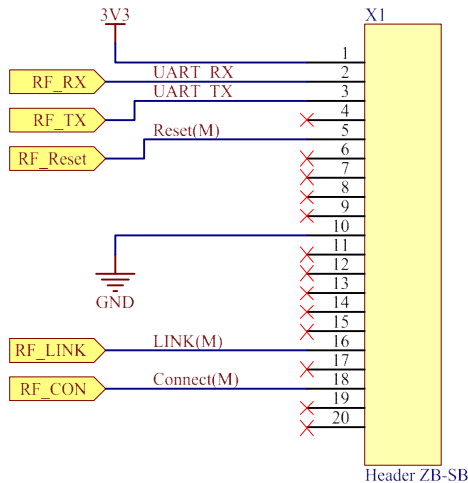 3V3
X1
1
RF_RX
UART_RX
2
UART_TX
3
RF_TX
4
Reset(M)
5
RF_Reset
6
7
8
9
10
11
12
GND
13
14
15
RF_LINK
LINK(M)
16
17
RF_CON
Connect(M)
18
19
20
Header ZB-SB